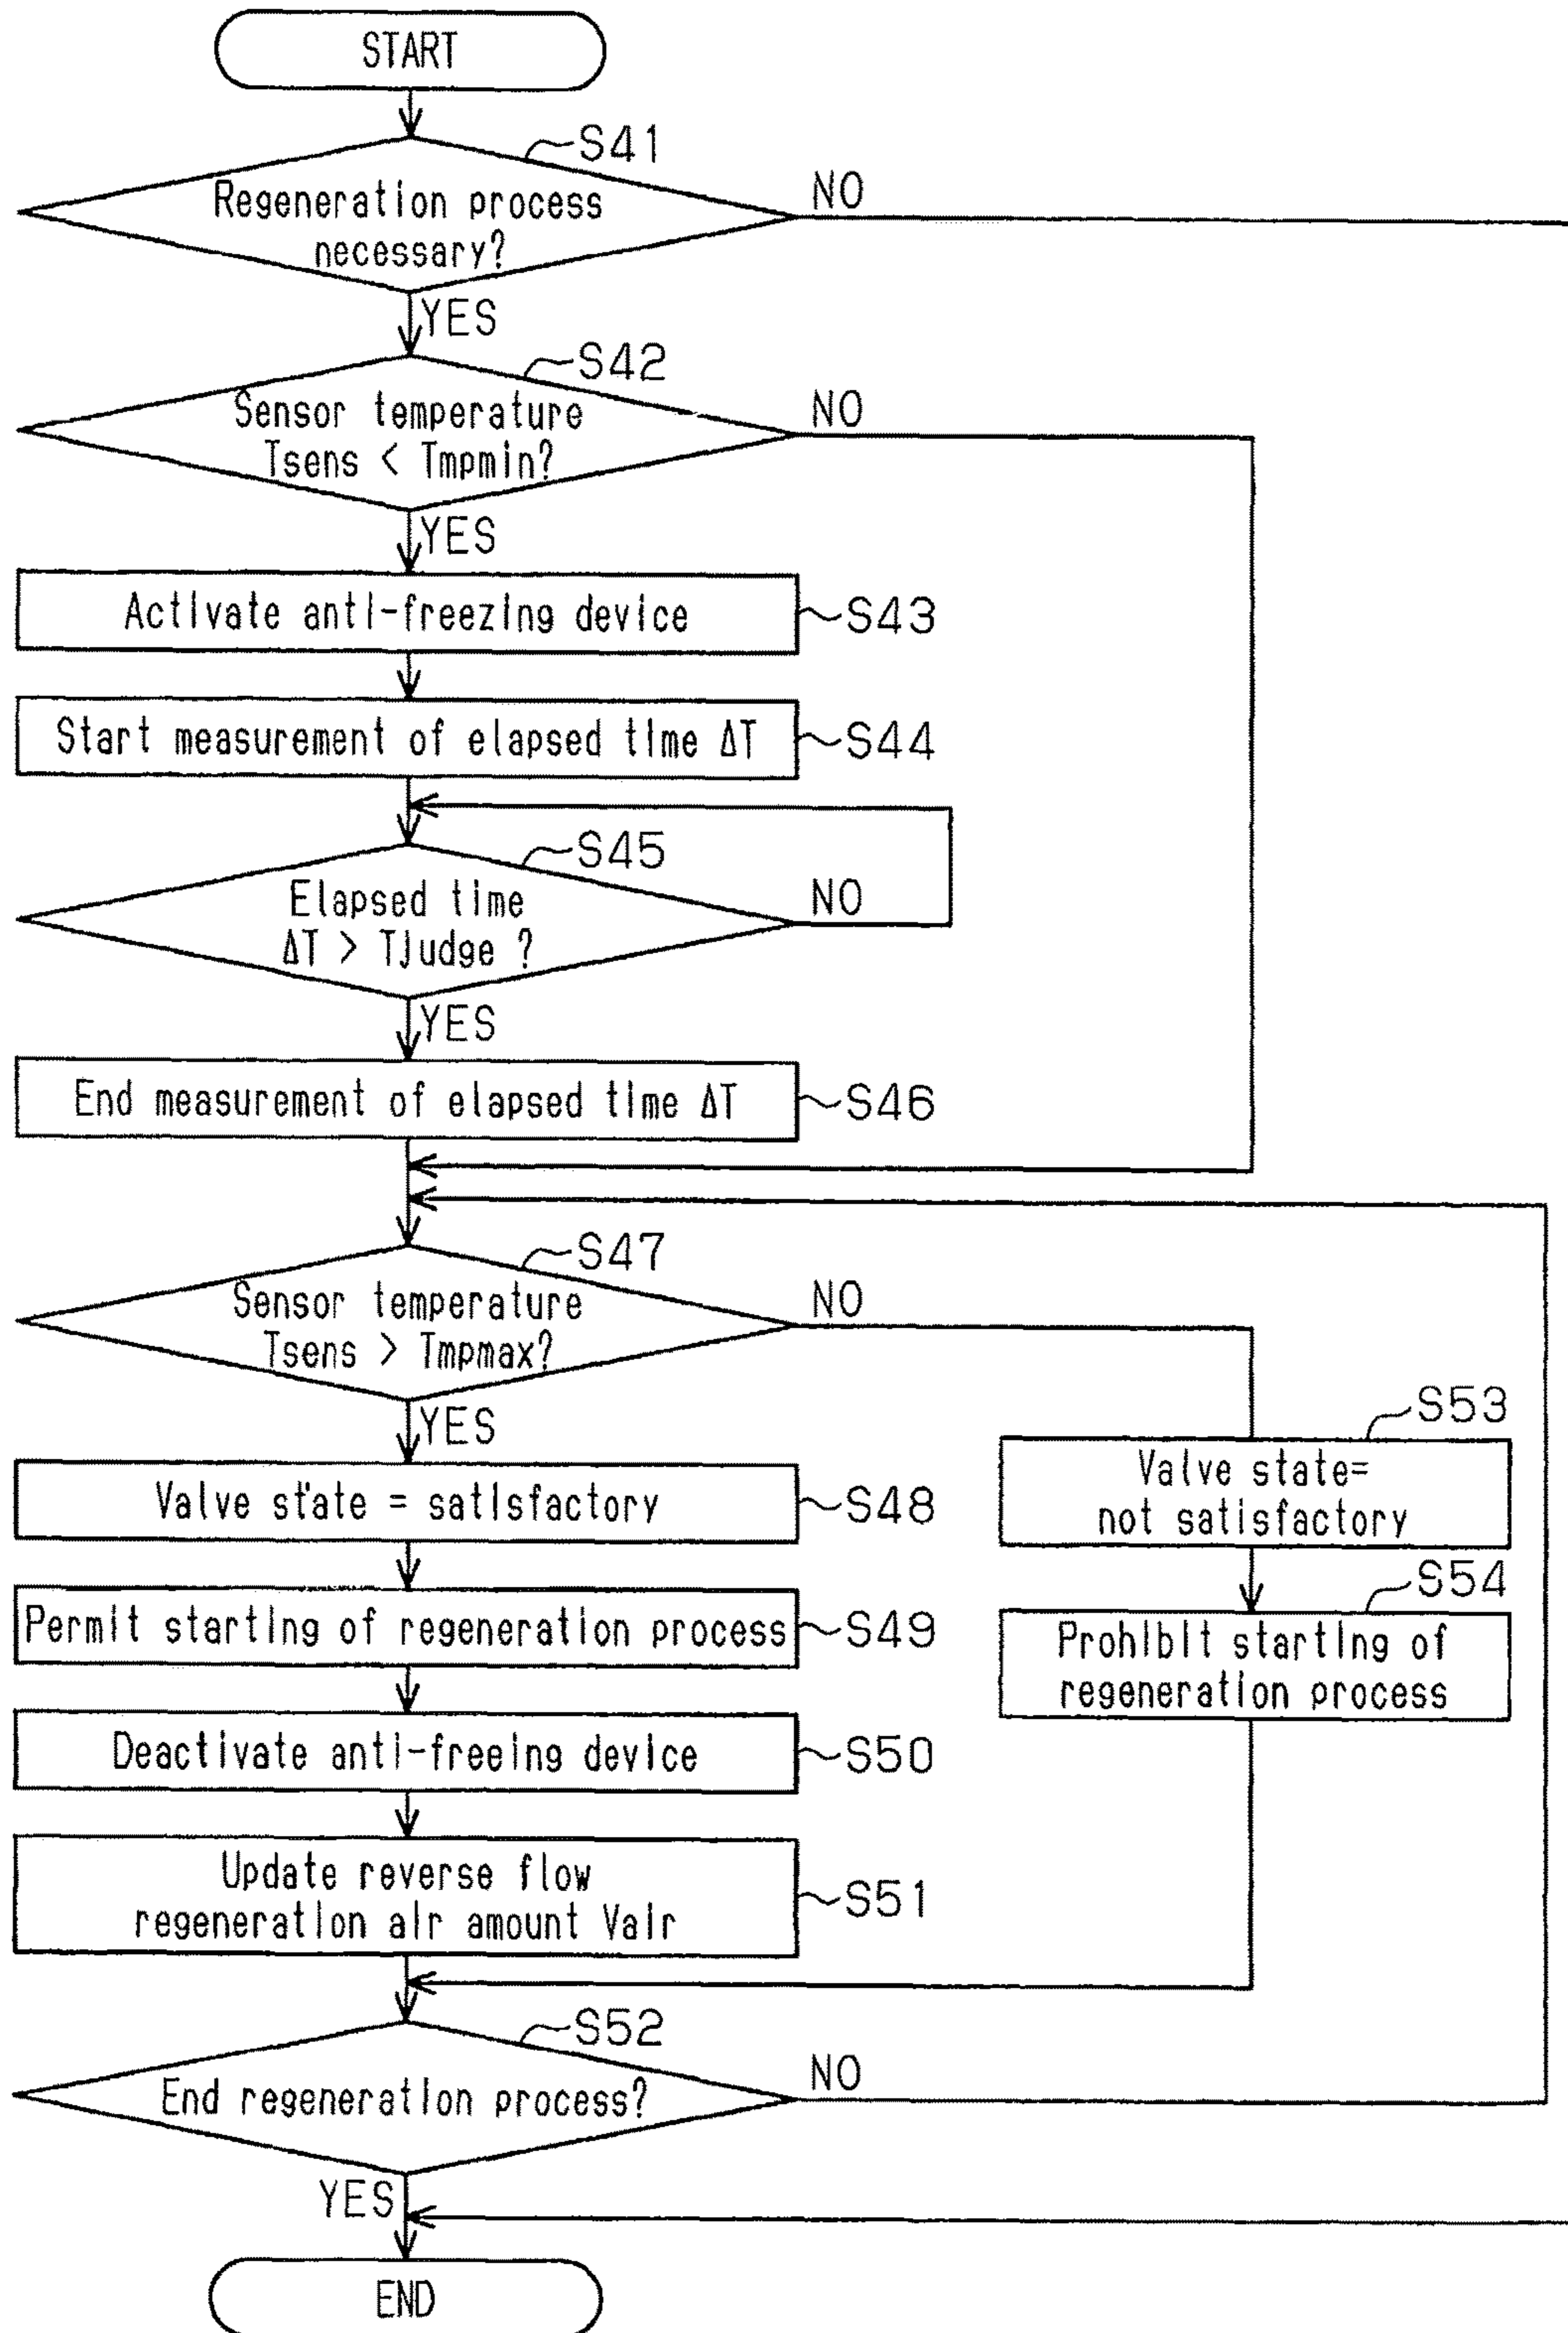 START
S41
Regeneration process
necessary?
NO
YES
S42
Sensor temperature
Tsens < Tmpmin?
NO
YES
Activate anti-freezing device
S43
Start measurement of elapsed time ΔT
S44
S45
Elapsed time
ΔT > Tjudge ?
NO
YES
End measurement of elapsed time ΔT
S46
S47
Sensor temperature
Tsens > Tmpmax?
NO
YES
S53
Valve state=
not satisfactory
Valve state = satisfactory
S48
S54
Prohibit starting of
regeneration process
Permit starting of regeneration process
S49
Deactivate anti-freeing device
S50
Update reverse flow
regeneration air amount Vair
S51
S52
End regeneration process?
NO
YES
END